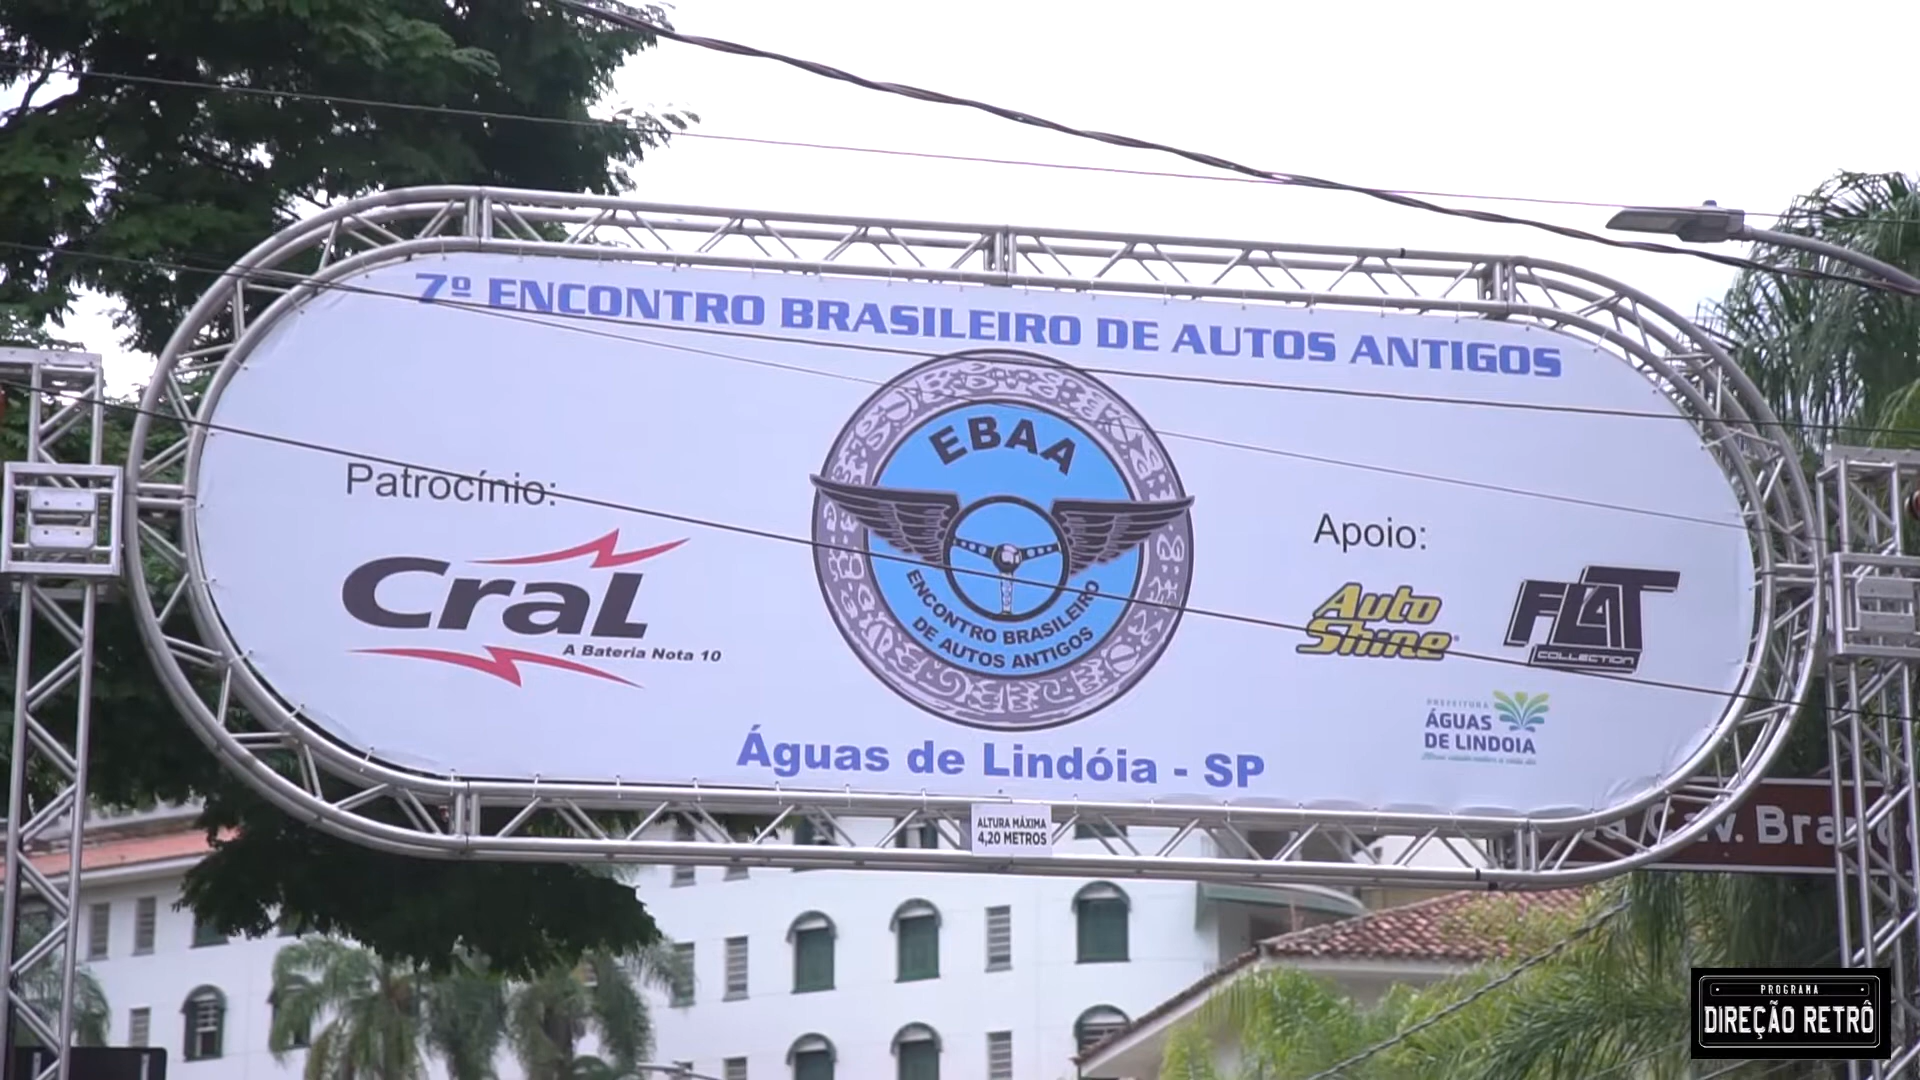 7º ENCONTRO BRASILEIRO DE AUTOS ANTIGOS
EBAA
ENCONTRO BRASILEIRO
DE AUTOS ANTIGOS
Patrocínio:
Cral
A Bateria Nota 10
Apoio:
Auto
Shine
FLAT
COLLECTION
PREFEITURA
ÁGUAS
DE LINDOIA
Águas de Lindóia - SP
ALTURA MÁXIMA
4,20 METROS
Cav. Branc
PROGRAMA
DIREÇÃO RETRÔ